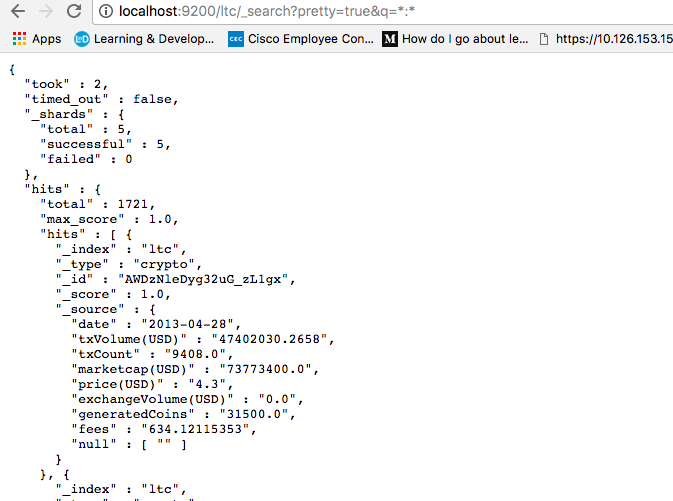 localhost:9200/ltc/_search?pretty=true&q=*:*
Apps LD Learning & Develop... CEC Cisco Employee Con... M How do I go about le... https://10.126.153.15
{
"took" : 2,
"timed_out" : false,
"_shards" : {
"total" : 5,
"successful" : 5,
"failed" : 0
},
"hits" : {
"total" : 1721,
"max_score" : 1.0,
"hits" : [ {
"_index" : "ltc",
"_type" : "crypto",
"_id" : "AWDzNleDyg32uG_zL1gx",
"_score" : 1.0,
"_source" : {
"date" : "2013-04-28",
"txVolume(USD)" : "47402030.2658",
"txCount" : "9408.0",
"marketcap(USD)" : "73773400.0",
"price(USD)" : "4.3",
"exchangeVolume(USD)" : "0.0",
"generatedCoins" : "31500.0",
"fees" : "634.12115353",
"null" : [ "" ]
}
}, {
"_index" : "ltc",